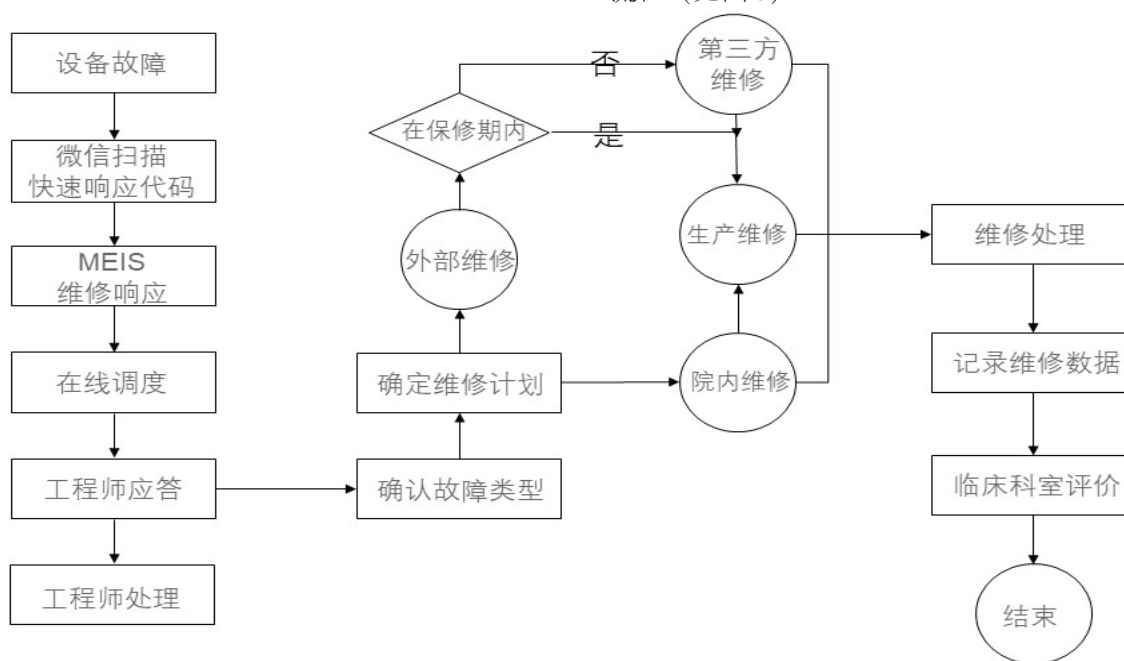 设备故障
微信扫描
快速响应代码
MEIS
维修响应
在线调度
工程师应答
工程师处理
否
第三方
维修
在保修期内
是
外部维修
生产维修
确定维修计划
院内维修
确认故障类型
维修处理
记录维修数据
临床科室评价
结束